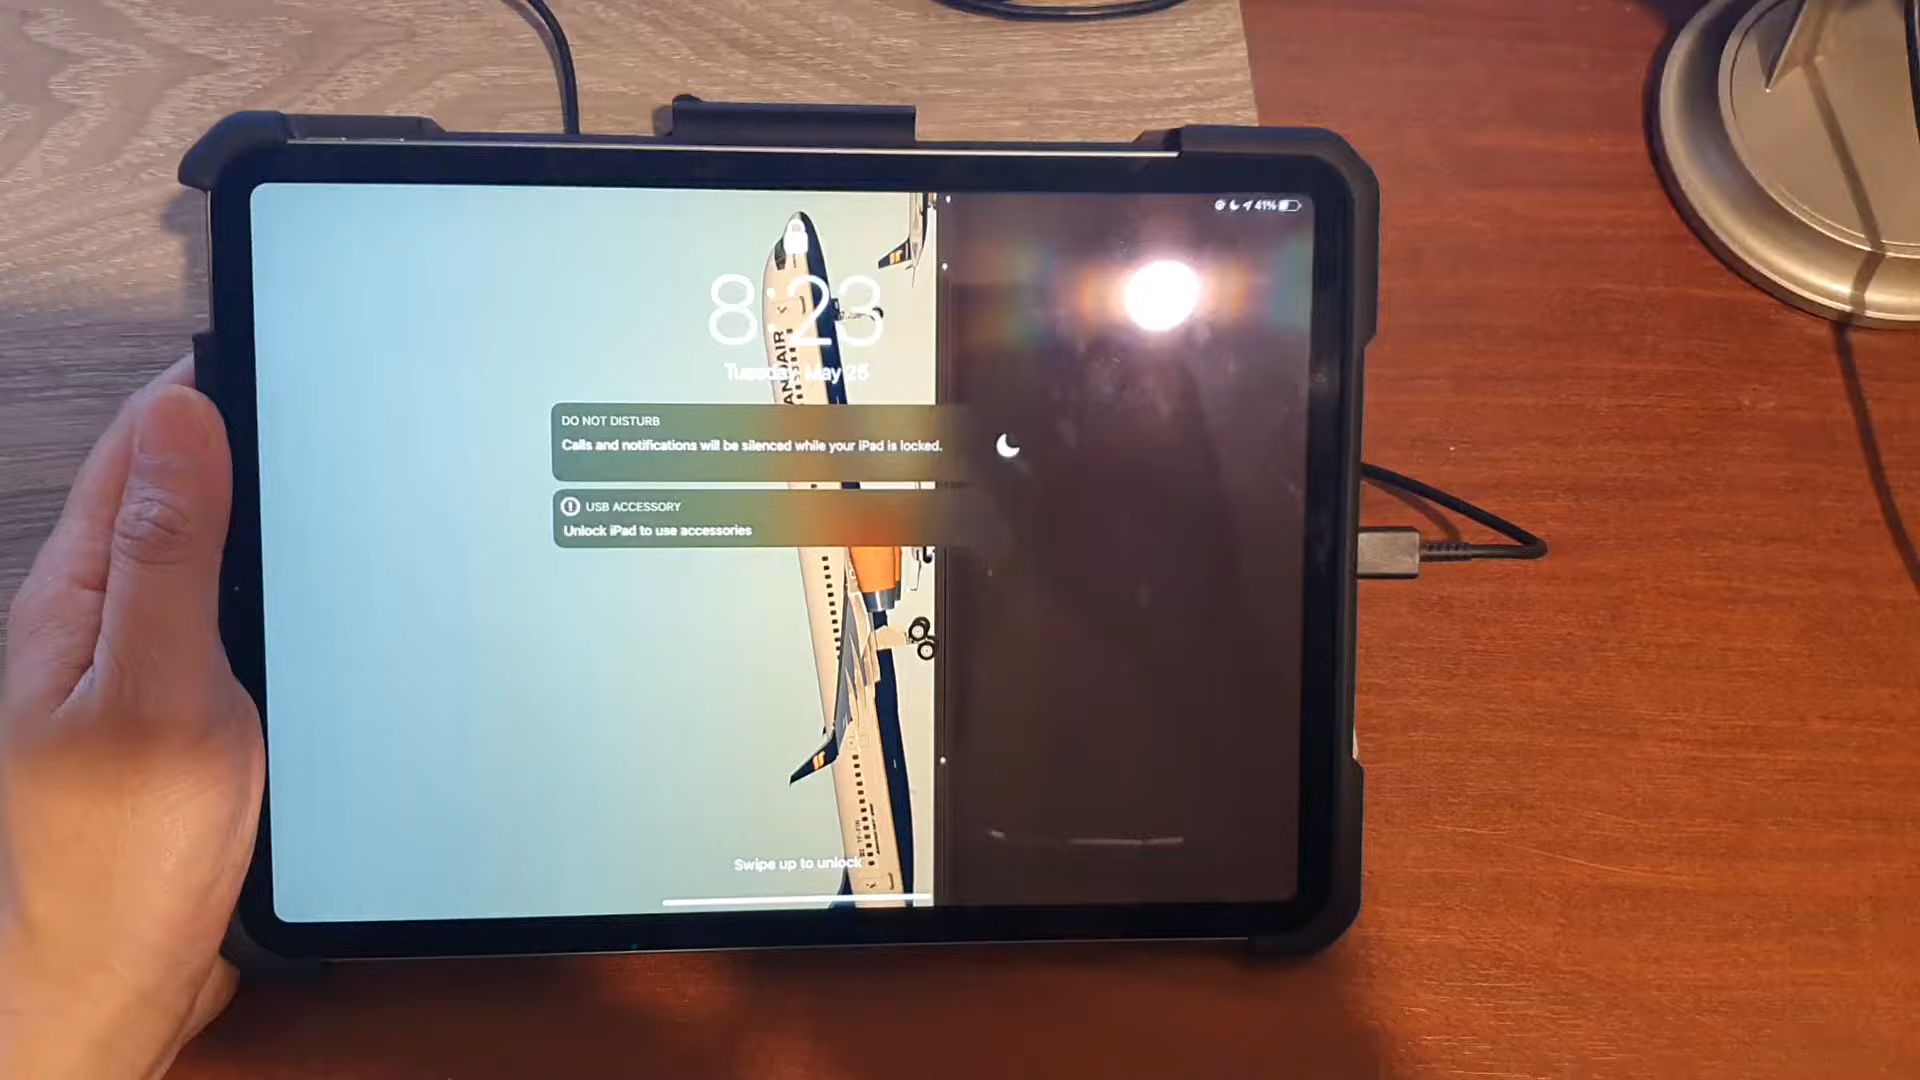 41%
8:23
Tuesday, May 25
DO NOT DISTURB
Calls and notifications will be silenced while your iPad is locked.
USB ACCESSORY
Unlock iPad to use accessories
Swipe up to unlock